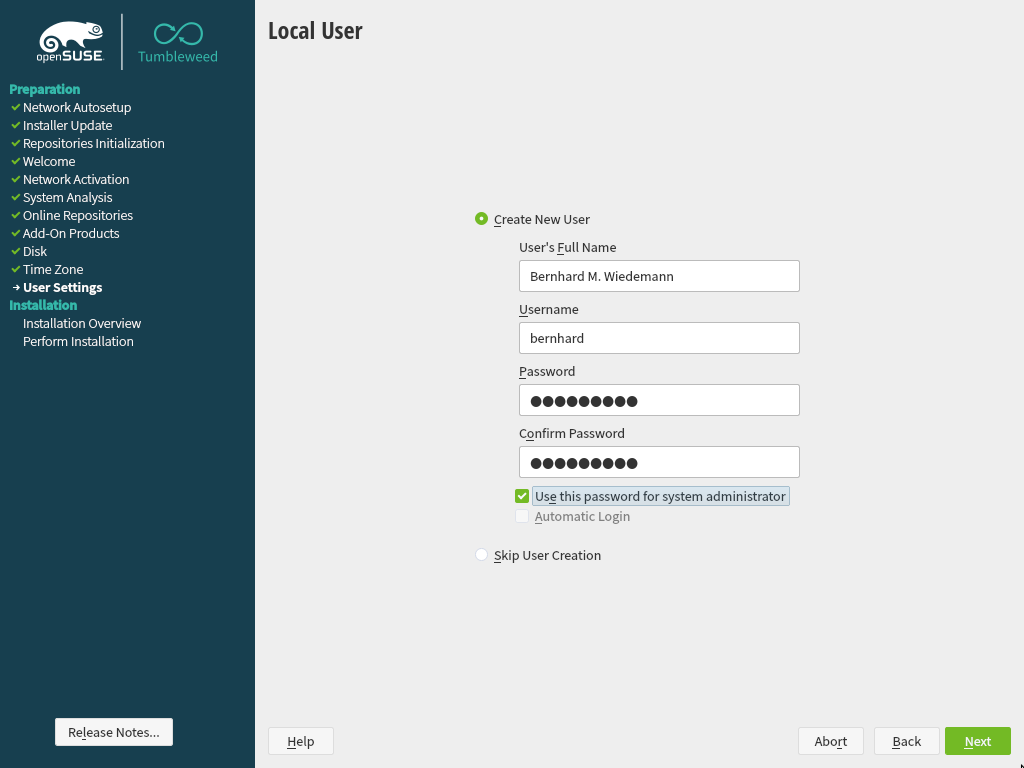 openSUSE
Tumbleweed
Preparation
Network Autosetup
Installer Update
Repositories Initialization
Welcome
Network Activation
System Analysis
Online Repositories
Add-On Products
Disk
Time Zone
User Settings
Installation
Installation Overview
Perform Installation
Release Notes...
Local User
Create New User
User's Full Name
Bernhard M. Wiedemann
Username
bernhard
Password
●●●●●●●●●
Confirm Password
●●●●●●●●●
Use this password for system administrator
Automatic Login
Skip User Creation
Help
Abort
Back
Next